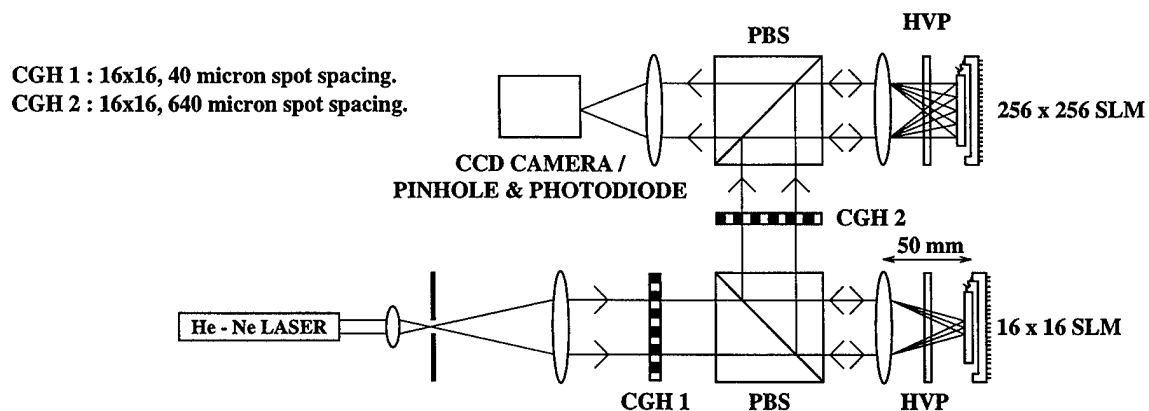 HVP
PBS
CGH 1 : 16x16, 40 micron spot spacing.
CGH 2 : 16x16, 640 micron spot spacing.
256 x 256 SLM
CCD CAMERA /
PINHOLE & PHOTODIODE
CGH 2
50 mm
He - Ne LASER
16 x 16 SLM
CGH 1
PBS
HVP